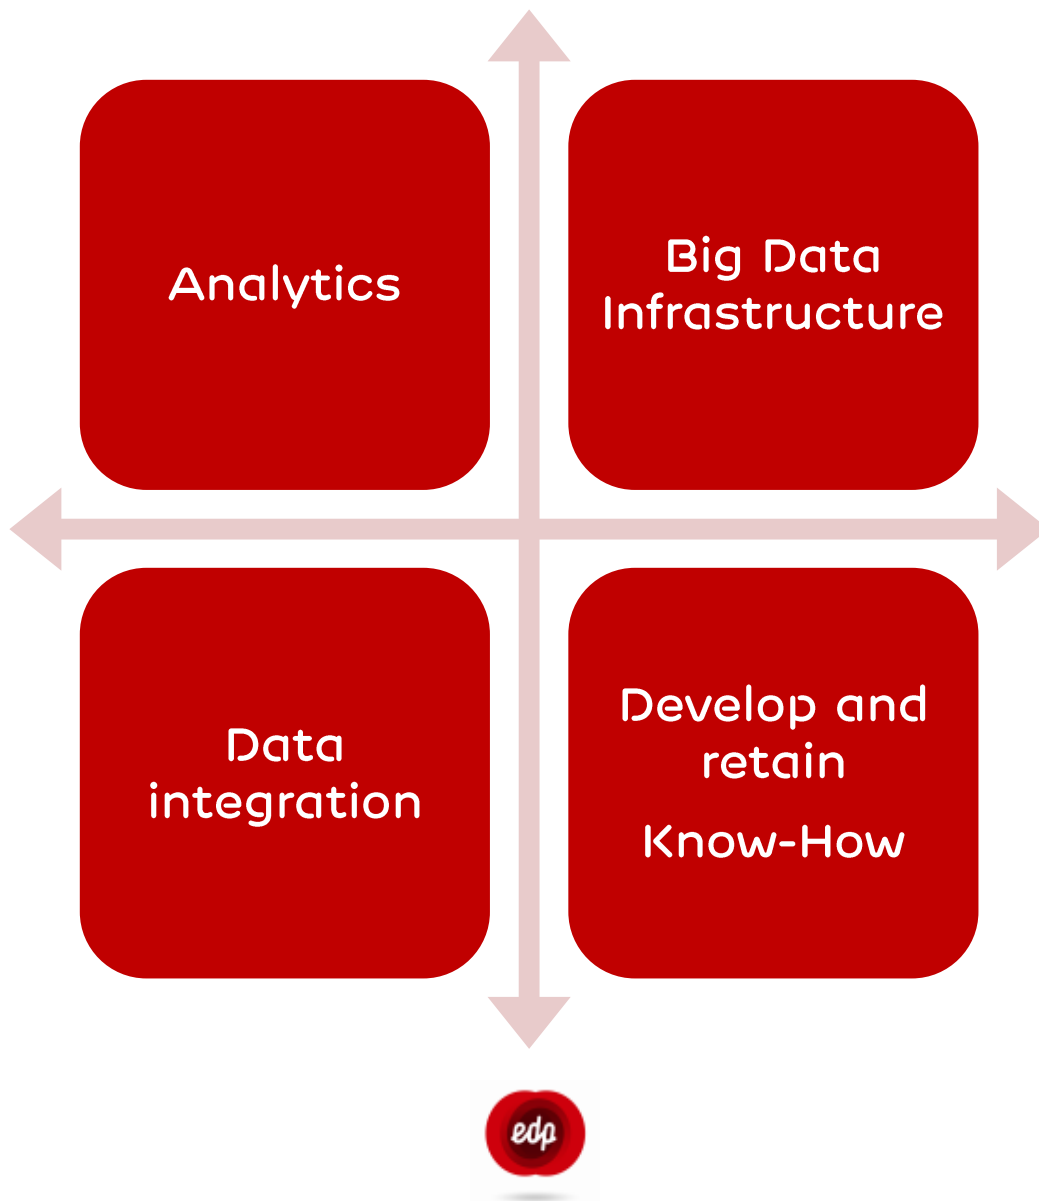 Analytics
Big Data
Infrastructure
Data
integration
Develop and
retain
Know-How
edp